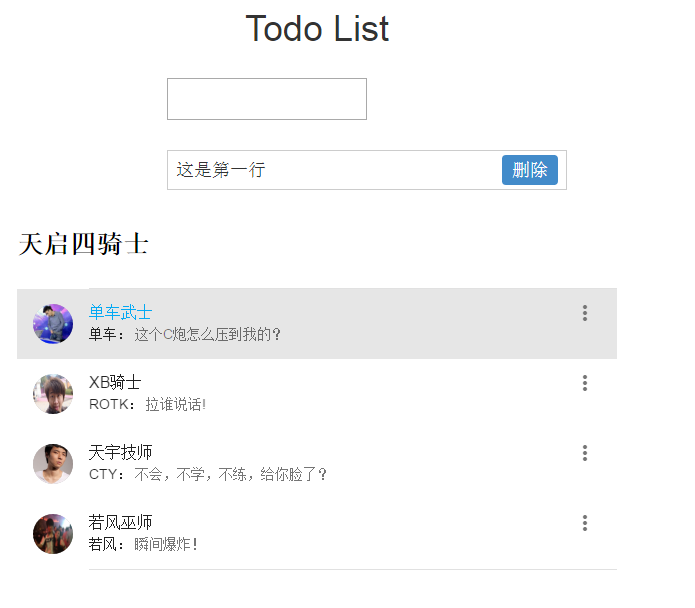 Todo List
这是第一行
删除
天启四骑士
单车武士
单车：这个C炮怎么压到我的？
XB骑士
ROTK：拉谁说话!
天宇技师
CTY：不会，不学，不练，给你脸了？
若风巫师
若风：瞬间爆炸！